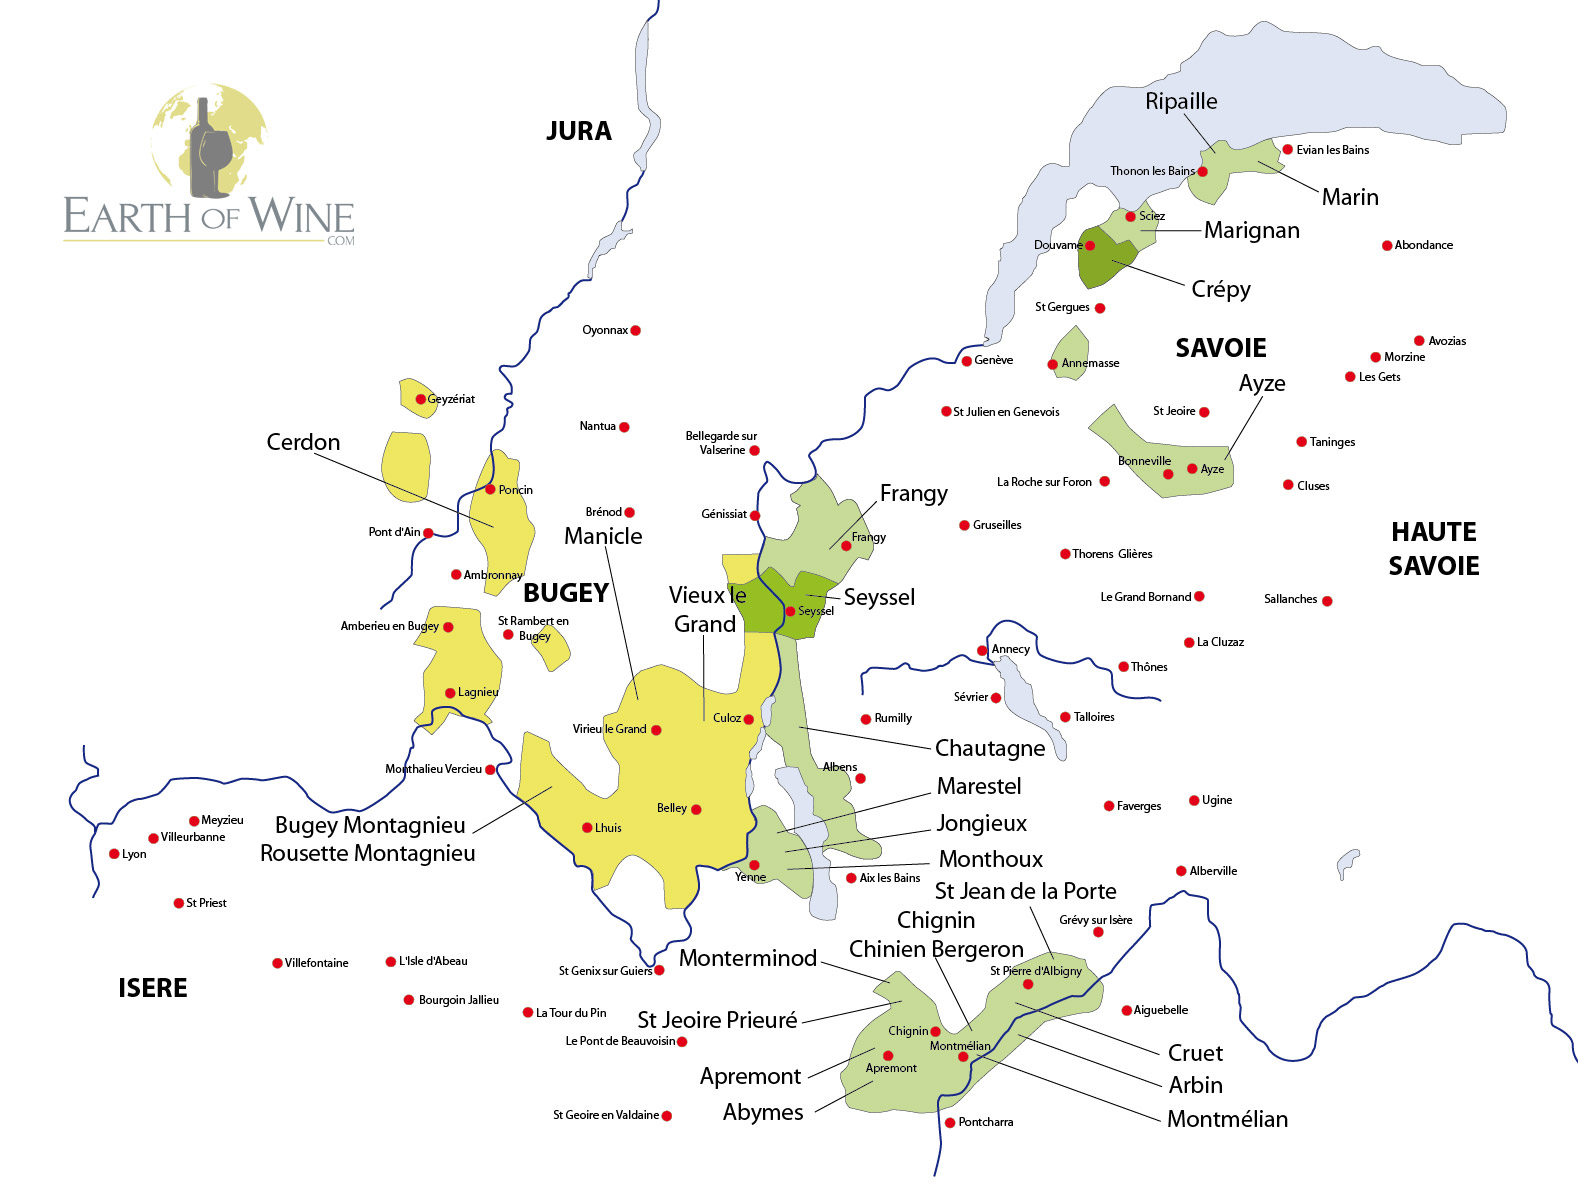 EARTH OF WINE
.COM
JURA
Ripaille
Evian les Bains
Thonon les Bains
Marin
Sciez
Marignan
Douvame
Abondance
Crépy
St Gergues
Oyonnax
SAVOIE
Avozias
Morzine
Genève
Annemasse
Les Gets
Ayze
Geyzériat
St Julien en Genevois
St Jeoire
Nantua
Cerdon
Bellegarde sur
Valserine
Taninges
Bonneville
Ayze
La Roche sur Foron
Cluses
Poncin
Frangy
Brénod
Génissiat
Gruseilles
Pont d'Ain
Manicle
Frangy
HAUTE
SAVOIE
Thorens Glières
Ambronnay
BUGEY
Vieux le
Grand
Seyssel
Seyssel
Le Grand Bornand
Sallanches
Amberieu en Bugey
St Rambert en
Bugey
La Cluzaz
Annecy
Thônes
Lagnieu
Sévrier
Talloires
Culoz
Rumilly
Virieu le Grand
Chautagne
Monthalieu Vercieu
Albens
Marestel
Belley
Faverges
Ugine
Meyzieu
Bugey Montagnieu
Rousette Montagnieu
Lhuis
Jongieux
Villeurbanne
Lyon
Monthoux
Yenne
Aix les Bains
Alberville
St Jean de la Porte
St Priest
Chignin
Chinien Bergeron
Grévy sur Isère
Monterminod
Villefontaine
L'Isle d'Abeau
St Genix sur Guiers
St Pierre d'Albigny
ISERE
Bourgoin Jallieu
La Tour du Pin
St Jeoire Prieuré
Aiguebelle
Le Pont de Beauvoisin
Chignin
Montmélian
Cruet
Apremont
Apremont
Arbin
Abymes
St Geoire en Valdaine
Pontcharra
Montmélian